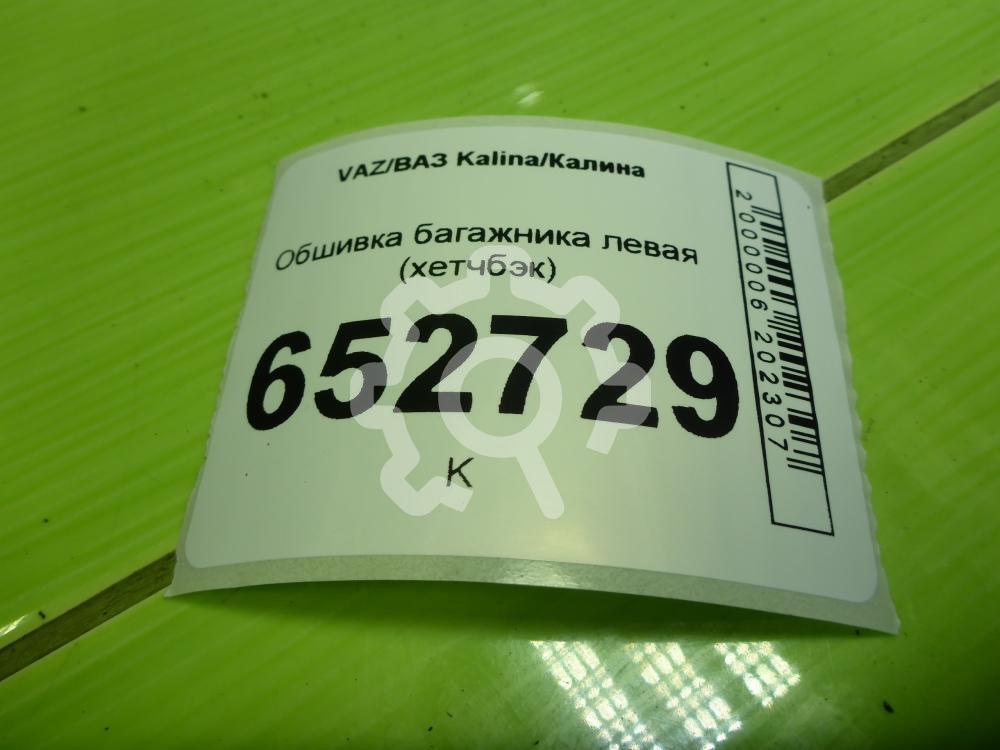 VAZ/ВАЗ Kalina/Калина
Обшивка багажника левая
(хетчбэк)
652729
К
2000006202307